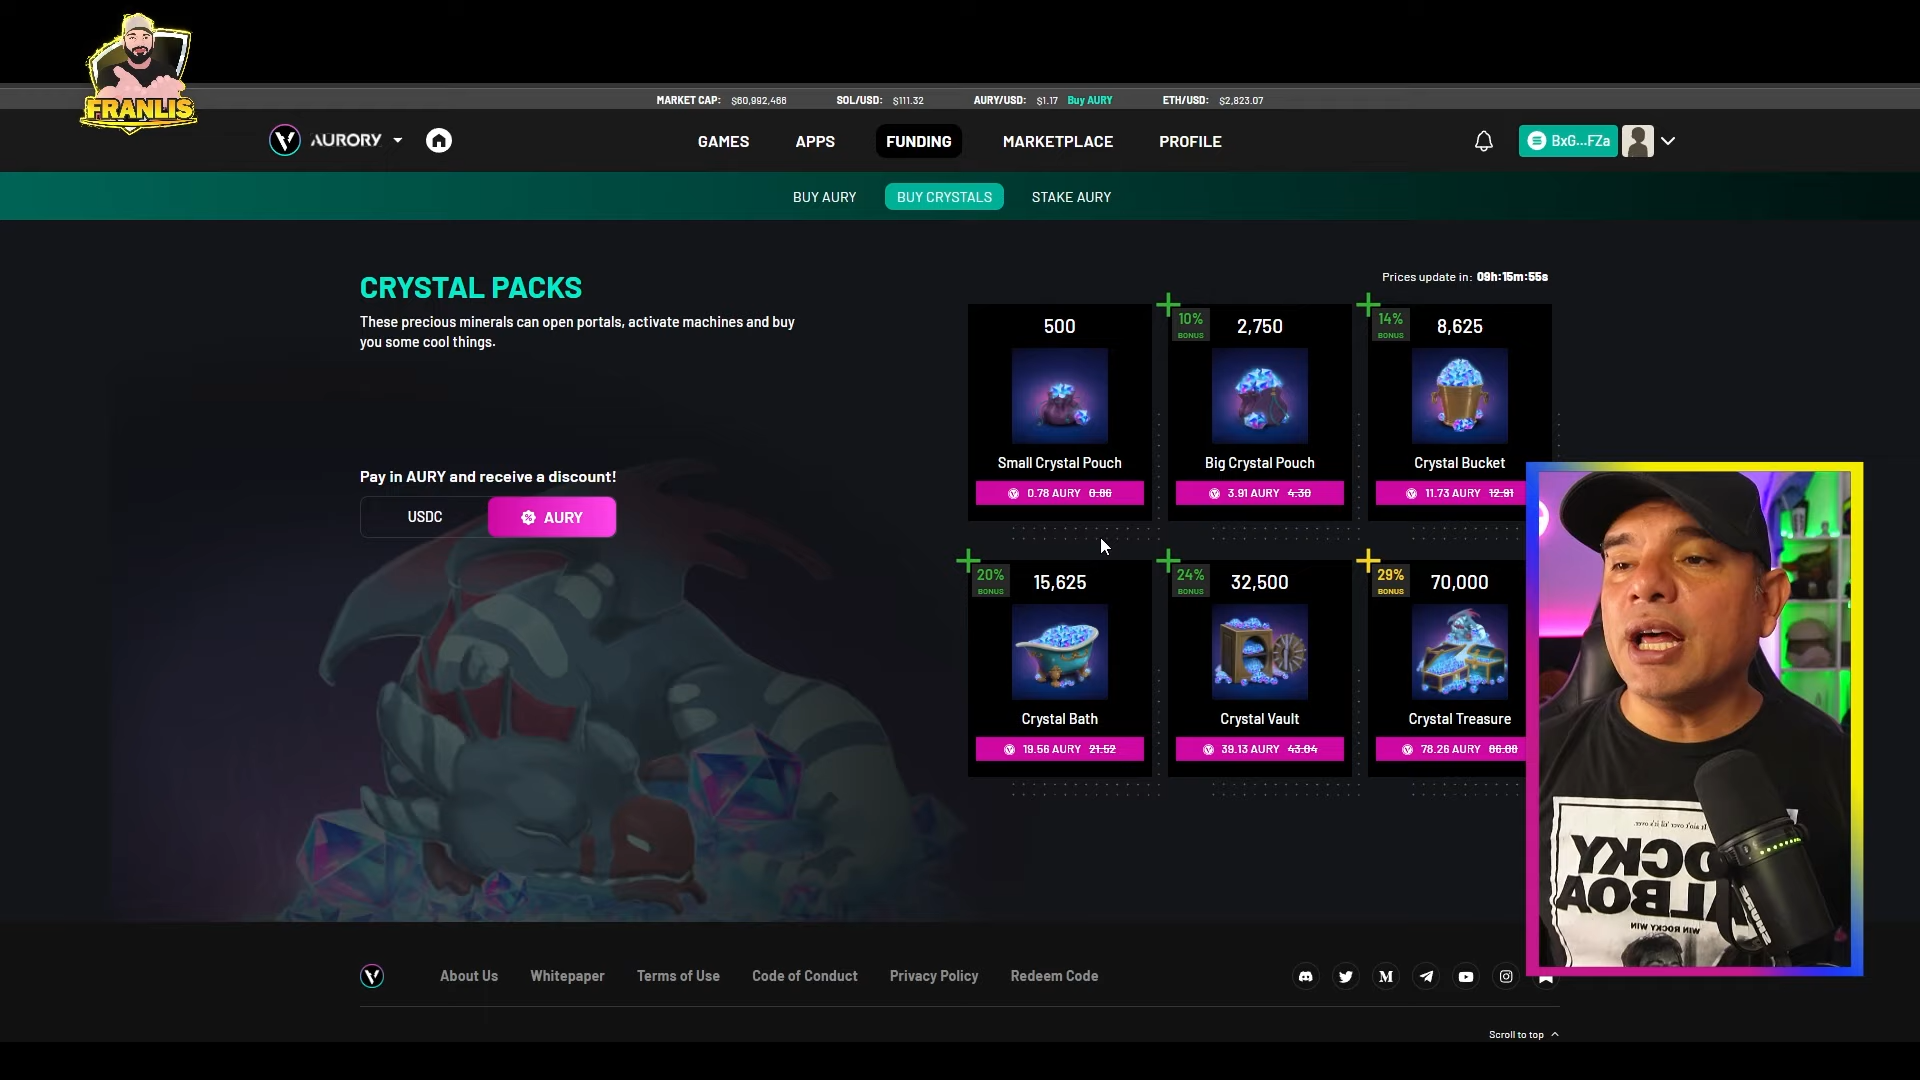 FRANLIS
MARKET CAP: $60,992,466 SOL/USD: $111.32 AURY/USD: $1.17 Buy AURY ETH/USD: $2,823.07
AURORY GAMES APPS FUNDING MARKETPLACE PROFILE BxG...FZa
BUY AURY BUY CRYSTALS STAKE AURY
CRYSTAL PACKS
These precious minerals can open portals, activate machines and buy
you some cool things.
Pay in AURY and receive a discount!
USDC AURY
Prices update in: 09h:15m:55s
500
10% BONUS 2,750
14% BONUS 8,625
Small Crystal Pouch Big Crystal Pouch Crystal Bucket
0.78 AURY 0.86 3.91 AURY 4.30 11.73 AURY 12.91
20% BONUS 15,625
24% BONUS 32,500
29% BONUS 70,000
Crystal Bath Crystal Vault Crystal Treasure
19.56 AURY 21.52 39.13 AURY 43.04 78.26 AURY
ROCKY
ALBOA
WIN ROCKY WIN
About Us Whitepaper Terms of Use Code of Conduct Privacy Policy Redeem Code
Scroll to top